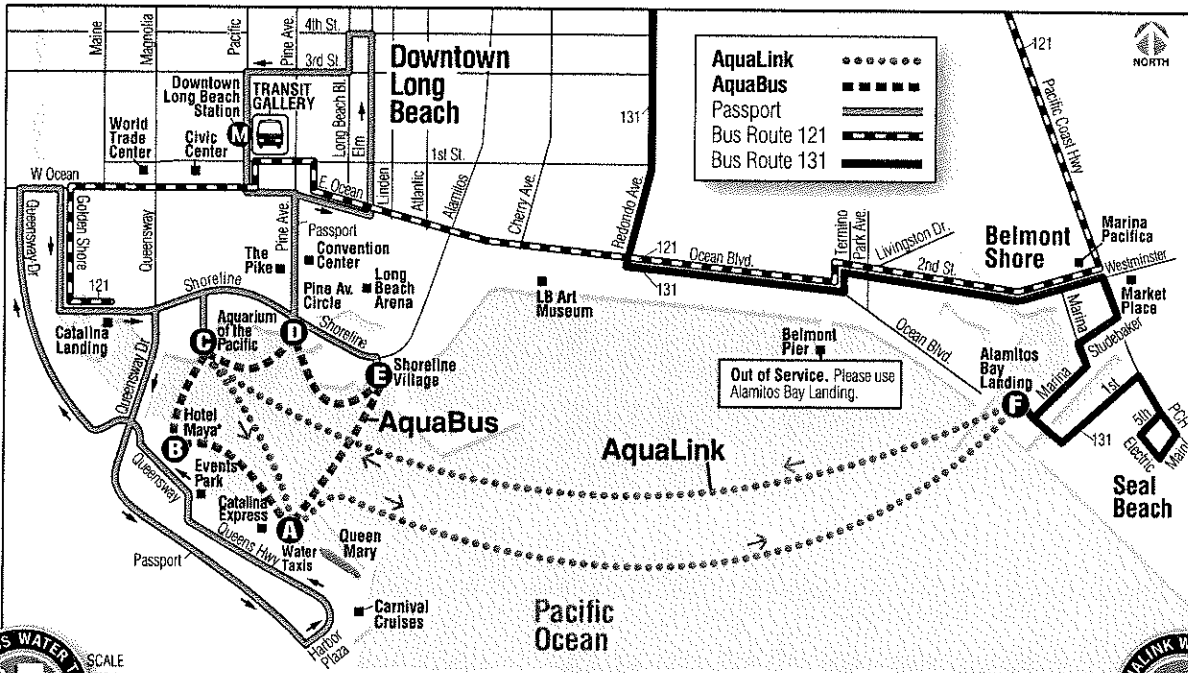 Maine
Magnolia
Pacific
Pine Ave.
4th St.
3rd St.
Downtown
Long Beach
Station
TRANSIT
GALLERY
M
World
Trade
Center
Civic
Center
Long Beach Bl
Elm
1st St.
Downtown
Long
Beach
AquaLink
AquaBus
Passport
Bus Route 121
Bus Route 131
NORTH
121
Pacific Coast Hwy
131
Redondo Ave.
W Ocean
E Ocean
Linden
Atlantic
Alamitos
Cherry Ave.
Queensway Dr
Golden Shore
Queensway
121
Pine Ave.
Passport
The
Pike
Convention
Center
Pine Av.
Circle
Long
Beach
Arena
Shoreline
Shoreline
Catalina
Landing
Queensway Dr
C
Aquarium
of the
Pacific
D
E
Shoreline
Village
121
Ocean Blvd.
131
LB Art
Museum
Termino
Park Ave.
Livingston Dr.
2nd St.
Belmont
Shore
Marina
Pacifica
Westminster
Market
Place
Marina
Studebaker
Ocean Blvd.
Belmont
Pier
Out of Service. Please use
Alamitos Bay Landing.
Alamitos
Bay
Landing
F
Marina
1st
131
5th
Electric
PCH
Main
Seal
Beach
AquaBus
AquaLink
Hotel
Maya
B
Events
Park
Queensway
Catalina
Express
A
Water
Taxis
Queens Hwy
Queen
Mary
Passport
Carnival
Cruises
Harbor
Plaza
Pacific
Ocean
S WATER T
SCALE
ALINK W